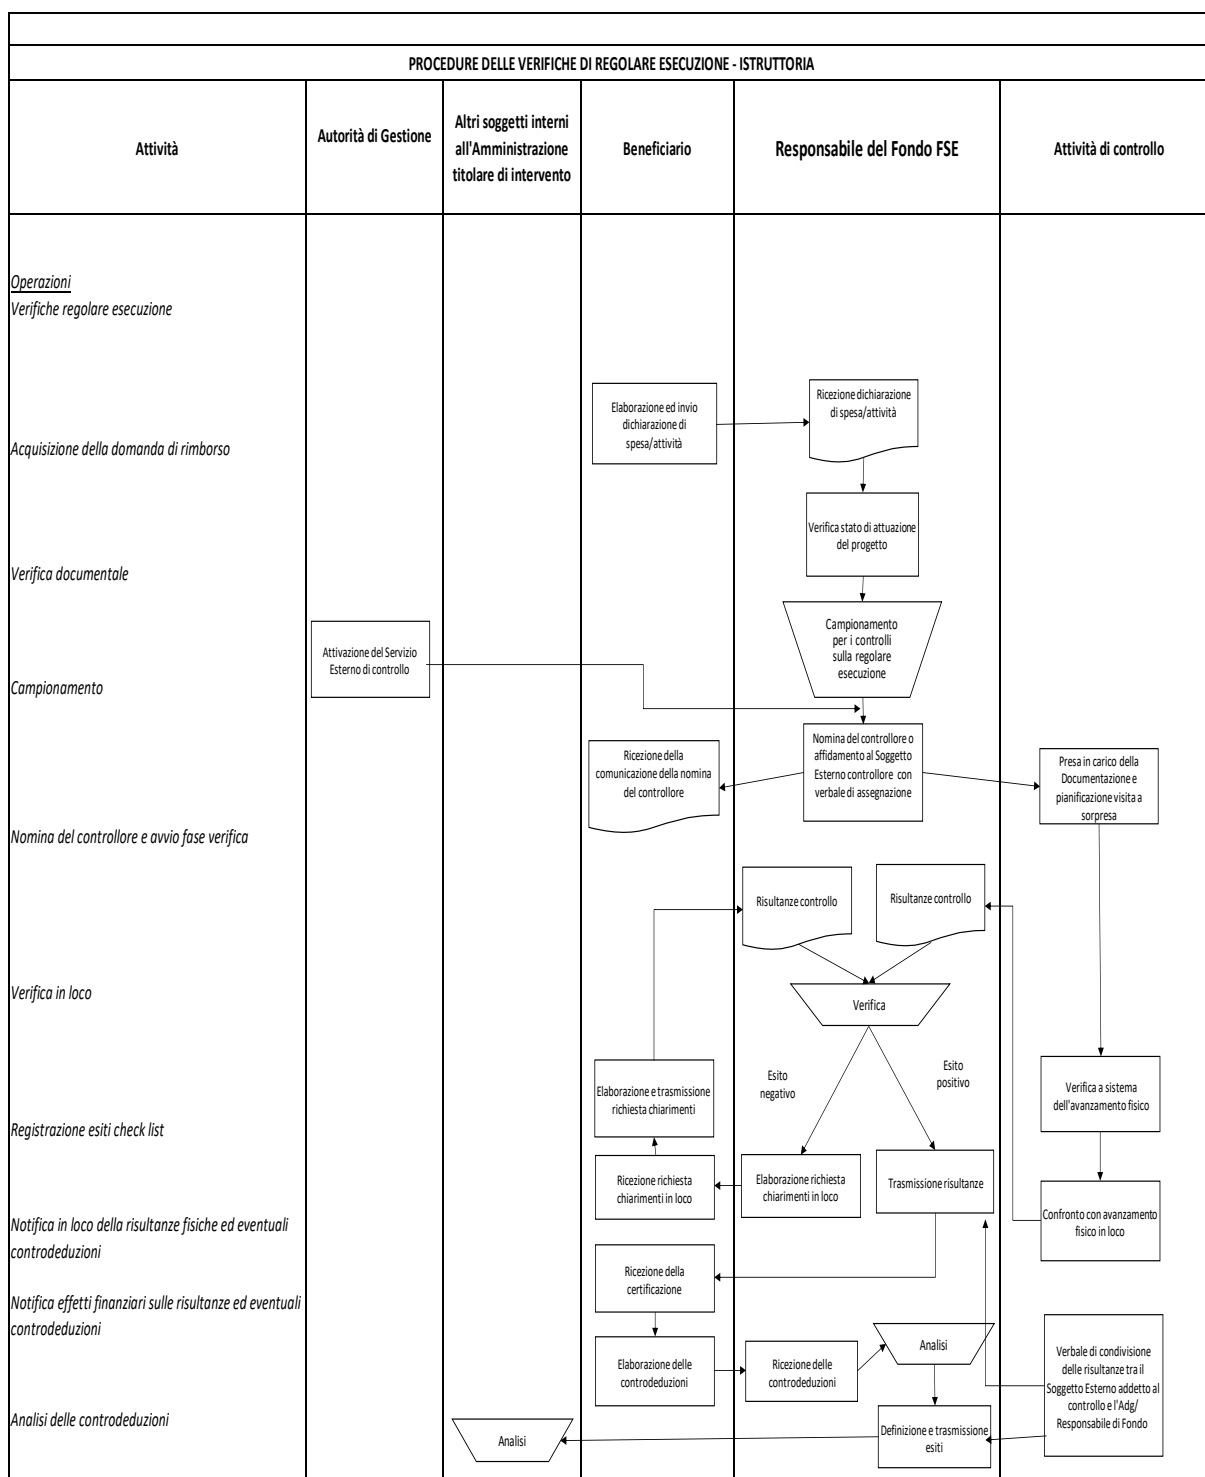 PROCEDURE DELLE VERIFICHE DI REGOLARE ESECUZIONE - ISTRUTTORIA
Attività
Autorità di Gestione
Altri soggetti interni
all'Amministrazione
titolare di intervento
Beneficiario
Responsabile del Fondo FSE
Attività di controllo
Operazioni
Verifiche regolare esecuzione
Elaborazione ed invio
dichiarazione di
spesa/attività
Ricezione dichiarazione
di spesa/attività
Acquisizione della domanda di rimborso
Verifica stato di attuazione
del progetto
Verifica documentale
Campionamento
per i controlli
sulla regolare
esecuzione
Attivazione del Servizio
Esterno di controllo
Campionamento
Nomina del controllore o
affidamento al Soggetto
Esterno controllore con
verbale di assegnazione
Ricezione della
comunicazione della nomina
del controllore
Presa in carico della
Documentazione e
pianificazione visita a
sorpresa
Nomina del controllore e avvio fase verifica
Risultanze controllo
Risultanze controllo
Verifica in loco
Verifica
Esito
negativo
Esito
positivo
Elaborazione e trasmissione
richiesta chiarimenti
Verifica a sistema
dell'avanzamento fisico
Registrazione esiti check list
Ricezione richiesta
chiarimenti in loco
Elaborazione richiesta
chiarimenti in loco
Trasmissione risultanze
Confronto con avanzamento
fisico in loco
Notifica in loco della risultanze fisiche ed eventuali
controdeduzioni
Ricezione della
certificazione
Notifica effetti finanziari sulle risultanze ed eventuali
controdeduzioni
Elaborazione delle
controdeduzioni
Ricezione delle
controdeduzioni
Analisi
Verbale di condivisione
delle risultanze tra il
Soggetto Esterno addetto al
controllo e l'Adg/
Responsabile di Fondo
Analisi delle controdeduzioni
Analisi
Definizione e trasmissione
esiti